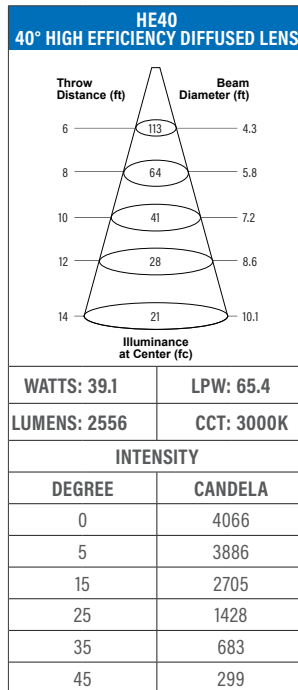 HE40
40° HIGH EFFICIENCY DIFFUSED LENS
Throw Beam
Distance (ft) Diameter (ft)
6 113 4.3
8 64 5.8
10 41 7.2
12 28 8.6
14 21 10.1
Illuminance
at Center (fc)
WATTS: 39.1 LPW: 65.4
LUMENS: 2556 CCT: 3000K
INTENSITY
DEGREE CANDELA
0 4066
5 3886
15 2705
25 1428
35 683
45 299